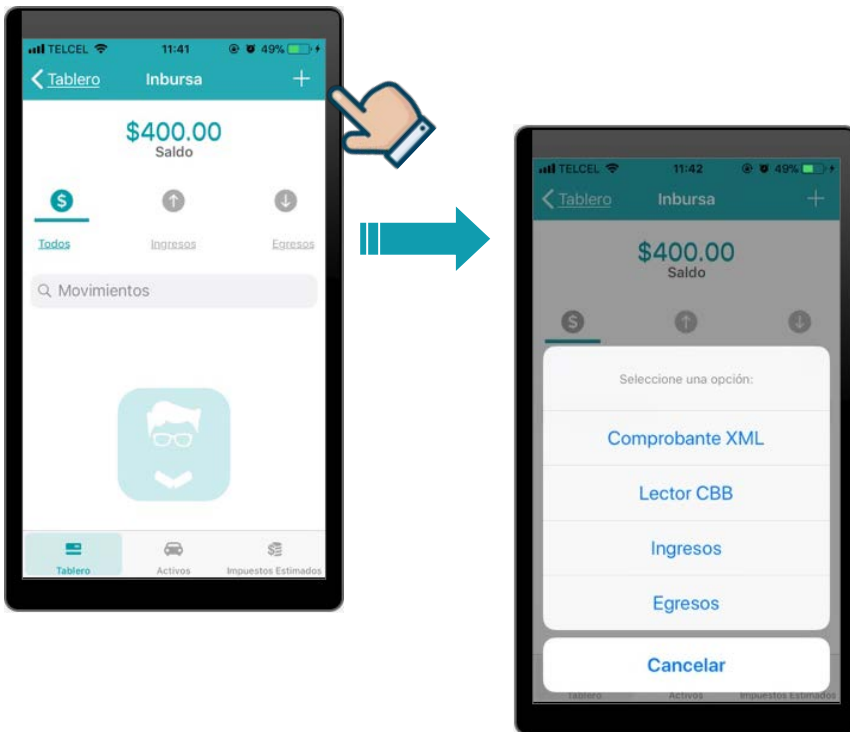 TELCEL 11:41 49%
Tablero Inbursa +
$400.00
Saldo
$
Todos Ingresos Egresos
Movimientos
Tablero Activos Impuestos Estimados
TELCEL 11:42 49%
Tablero Inbursa +
$400.00
Saldo
$
Seleccione una opción:
Comprobante XML
Lector CBB
Ingresos
Egresos
Cancelar
Tablero Activos Impuestos Estimados